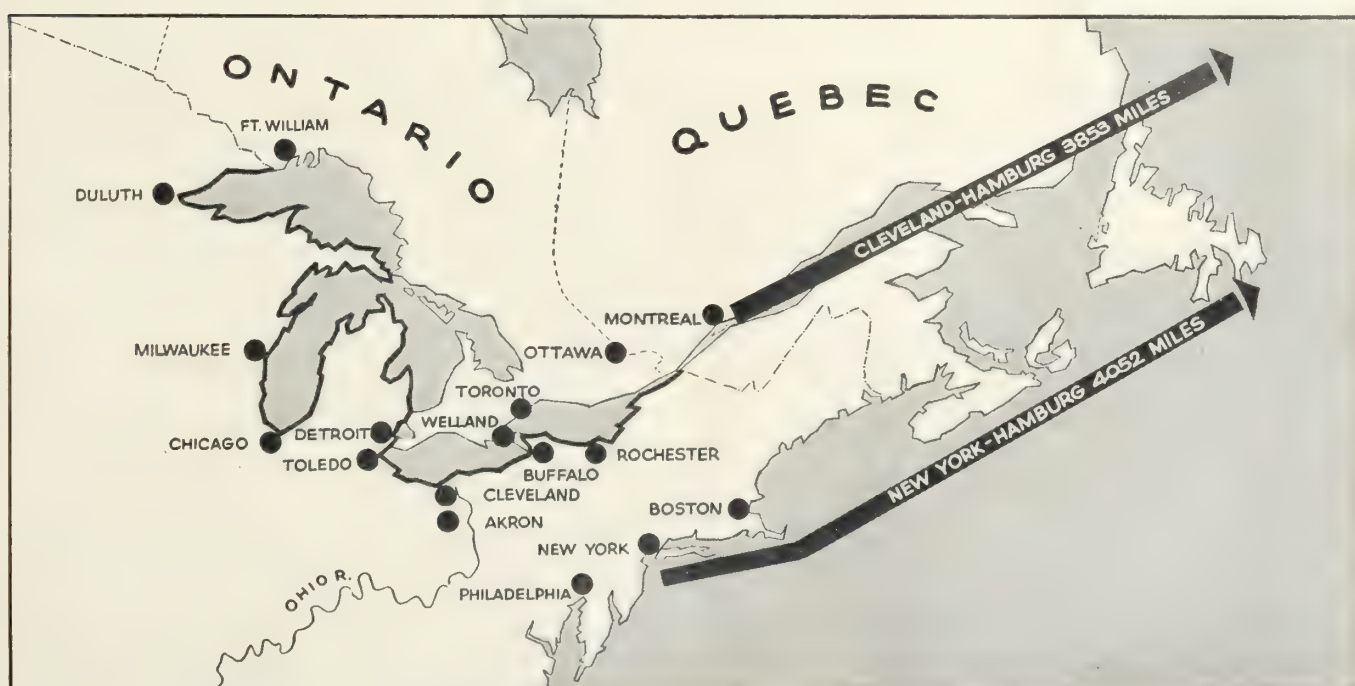 ONTARIO
QUEBEC
FT. WILLIAM
DULUTH
CLEVELAND-HAMBURG 3853 MILES
MONTREAL
MILWAUKEE
OTTAWA
NEW YORK-HAMBURG 4052 MILES
TORONTO
WELLAND
DETROIT
CHICAGO
TOLEDO
BUFFALO
ROCHESTER
CLEVELAND
AKRON
BOSTON
NEW YORK
OHIO R.
PHILADELPHIA